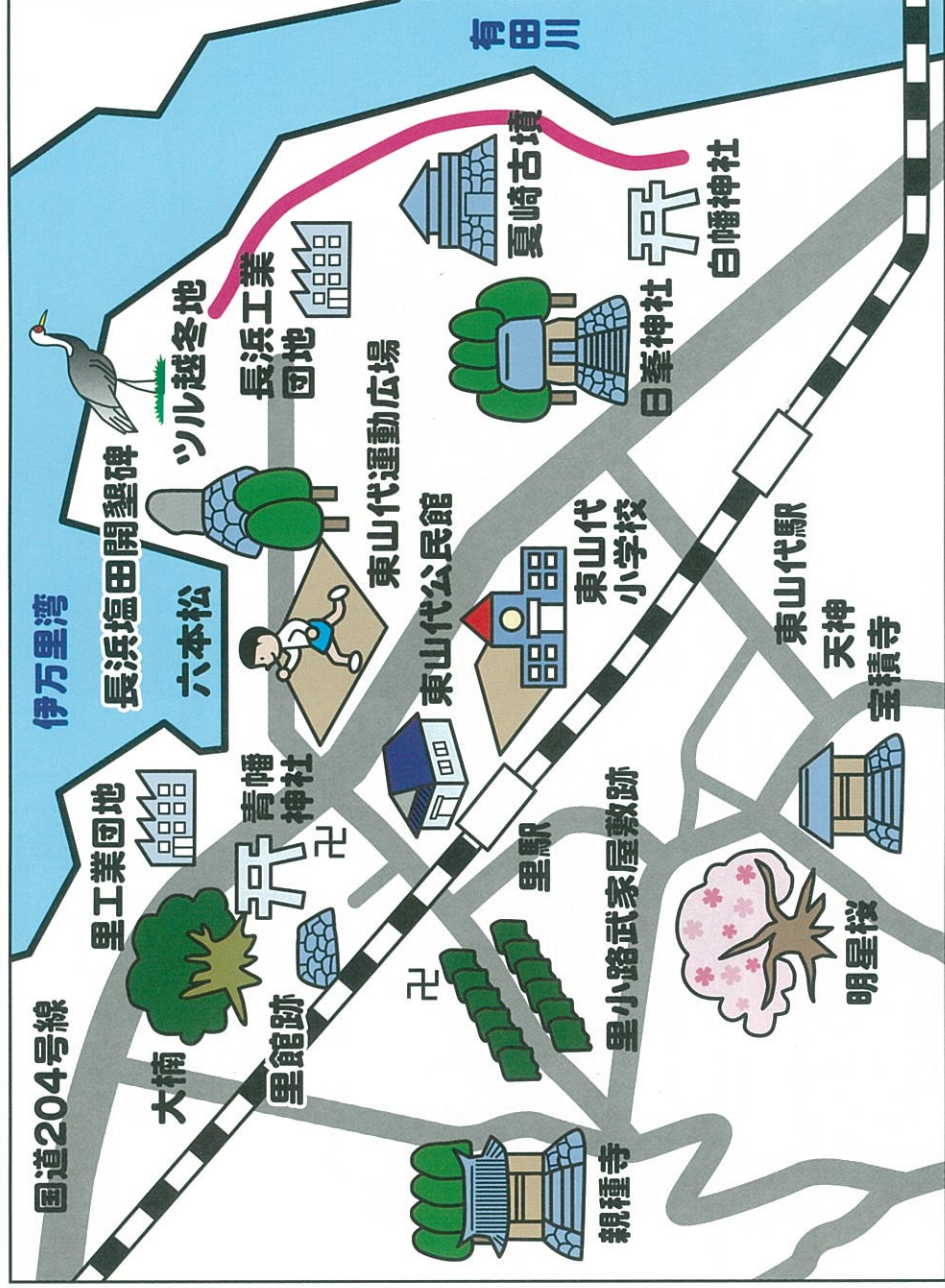 有田川
伊万里湾
ツル越冬地
長浜工業
団地
夏崎古墳
白幡神社
日峯神社
長浜塩田開墾碑
六本松
東山代運動広場
東山代公民館
東山代
小学校
東山代駅
天神
宝積寺
里工業団地
青幡
神社
卍
里駅
里小路武家屋敷跡
卍
明星桜
国道204号線
大楠
里館跡
親種寺